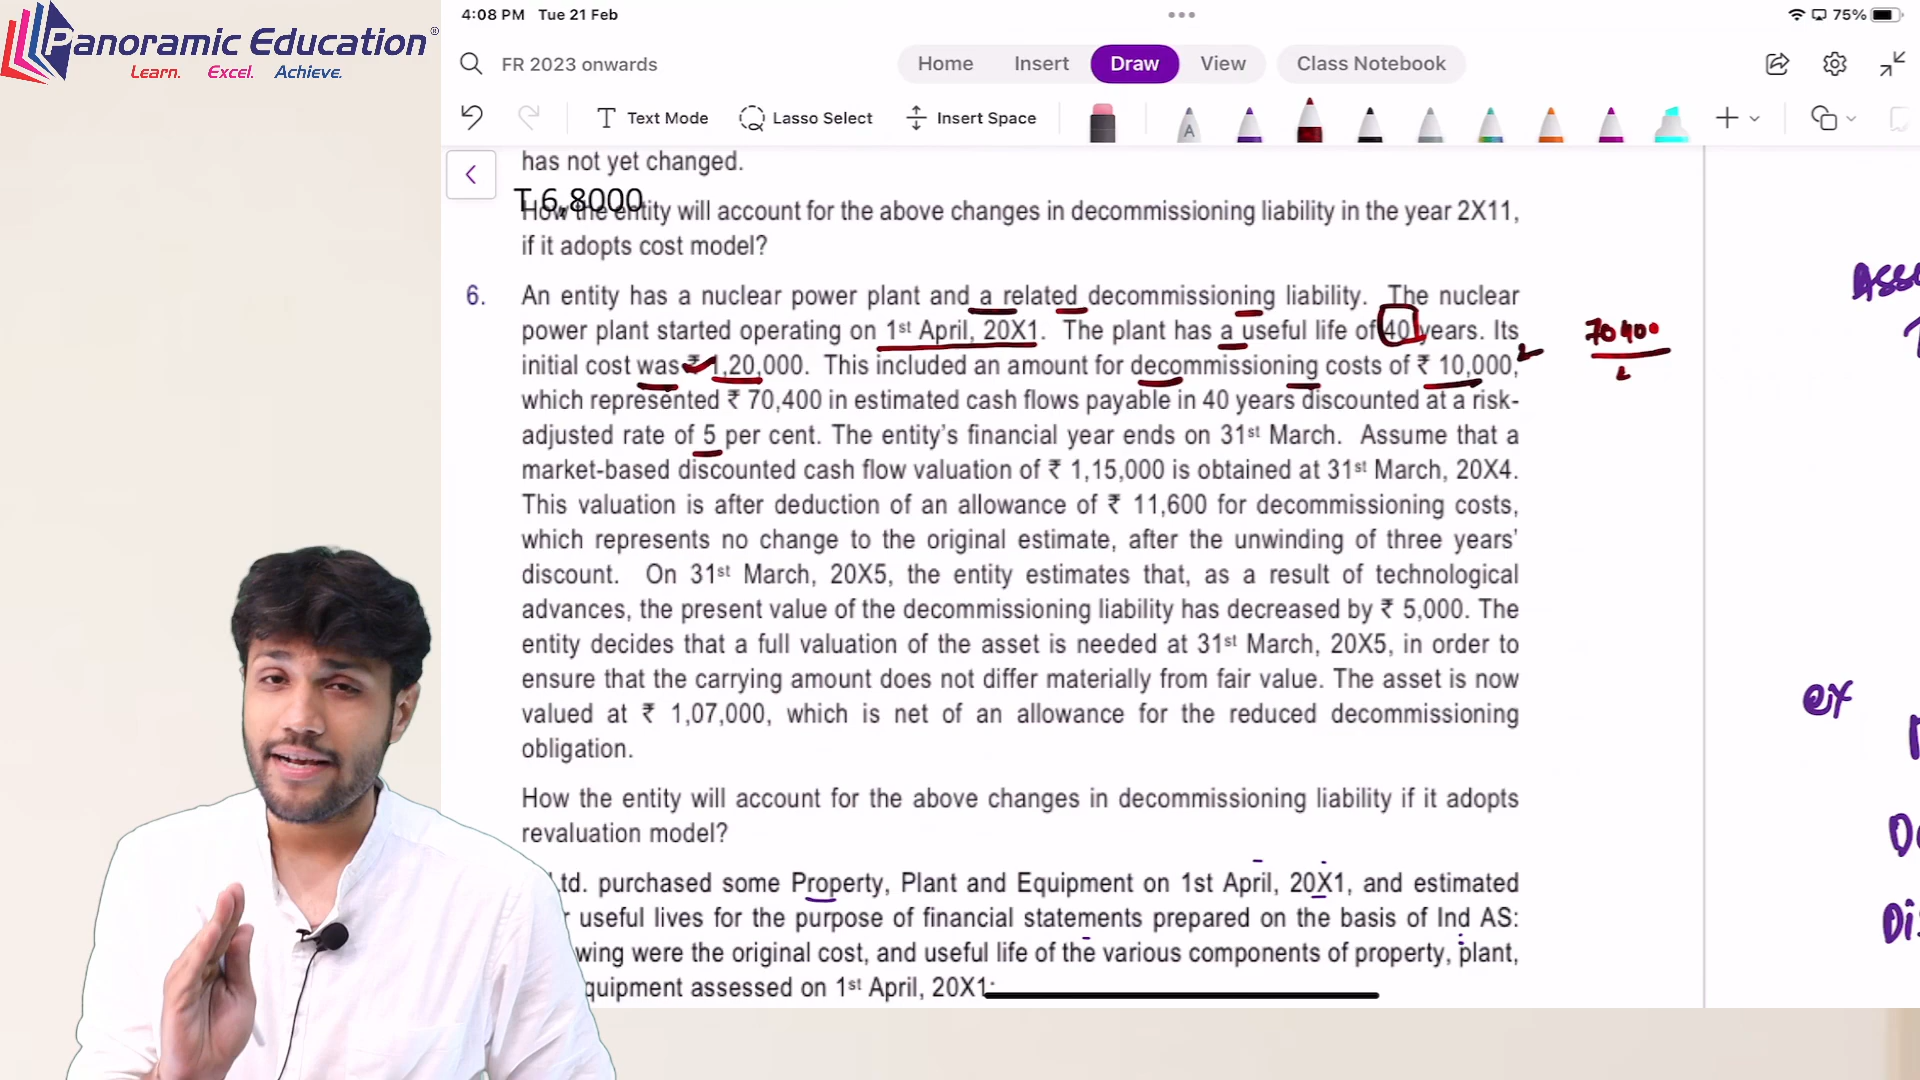 Panoramic Education®
Learn. Excel. Achieve.
4:08 PM Tue 21 Feb
75%
FR 2023 onwards
Home Insert Draw View Class Notebook
T Text Mode Lasso Select Insert Space
A
has not yet changed.
T 6,8000
How the entity will account for the above changes in decommissioning liability in the year 2X11,
if it adopts cost model?
6. An entity has a nuclear power plant and a related decommissioning liability. The nuclear
power plant started operating on 1st April, 20X1. The plant has a useful life of 40 years. Its
initial cost was ₹ 1,20,000. This included an amount for decommissioning costs of ₹ 10,000,
which represented ₹ 70,400 in estimated cash flows payable in 40 years discounted at a risk-
adjusted rate of 5 per cent. The entity's financial year ends on 31st March. Assume that a
market-based discounted cash flow valuation of ₹ 1,15,000 is obtained at 31st March, 20X4.
This valuation is after deduction of an allowance of ₹ 11,600 for decommissioning costs,
which represents no change to the original estimate, after the unwinding of three years'
discount. On 31st March, 20X5, the entity estimates that, as a result of technological
advances, the present value of the decommissioning liability has decreased by ₹ 5,000. The
entity decides that a full valuation of the asset is needed at 31st March, 20X5, in order to
ensure that the carrying amount does not differ materially from fair value. The asset is now
valued at ₹ 1,07,000, which is net of an allowance for the reduced decommissioning
obligation.
How the entity will account for the above changes in decommissioning liability if it adopts
revaluation model?
Ltd. purchased some Property, Plant and Equipment on 1st April, 20X1, and estimated
useful lives for the purpose of financial statements prepared on the basis of Ind AS:
wing were the original cost, and useful life of the various components of property, plant,
quipment assessed on 1st April, 20X1:
70400
Ass
ex
D
Dis